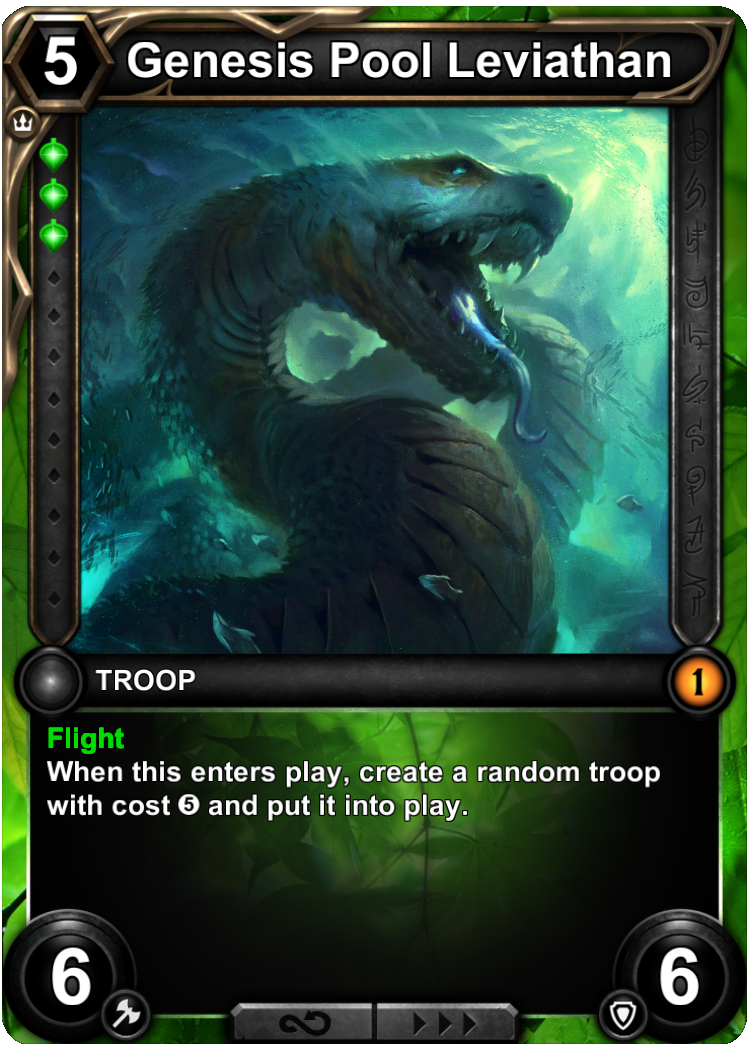 5 Genesis Pool Leviathan
TROOP 1
Flight
When this enters play, create a random troop
with cost ❺ and put it into play.
6 6